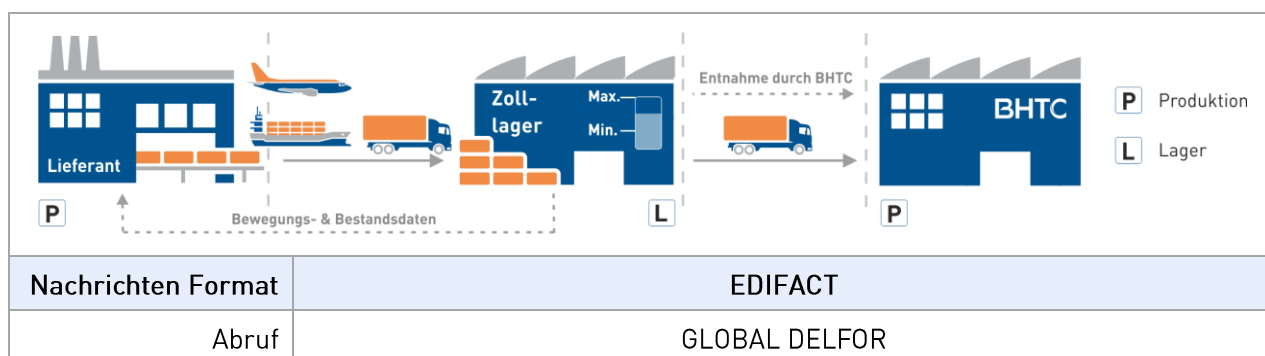 Entnahme durch BHTC
Zoll-
lager
Max.
Min.
BHTC
P Produktion
L Lager
Lieferant
P
Bewegungs- & Bestandsdaten
L
P
Nachrichten Format EDIFACT
Abruf GLOBAL DELFOR